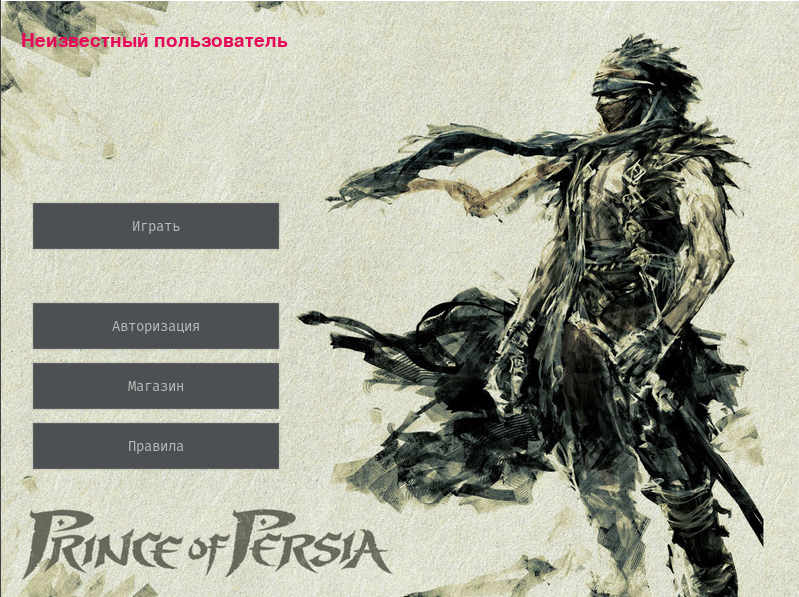 Неизвестный пользователь
Играть
Авторизация
Магазин
Правила
PRINCE OF PERSIA